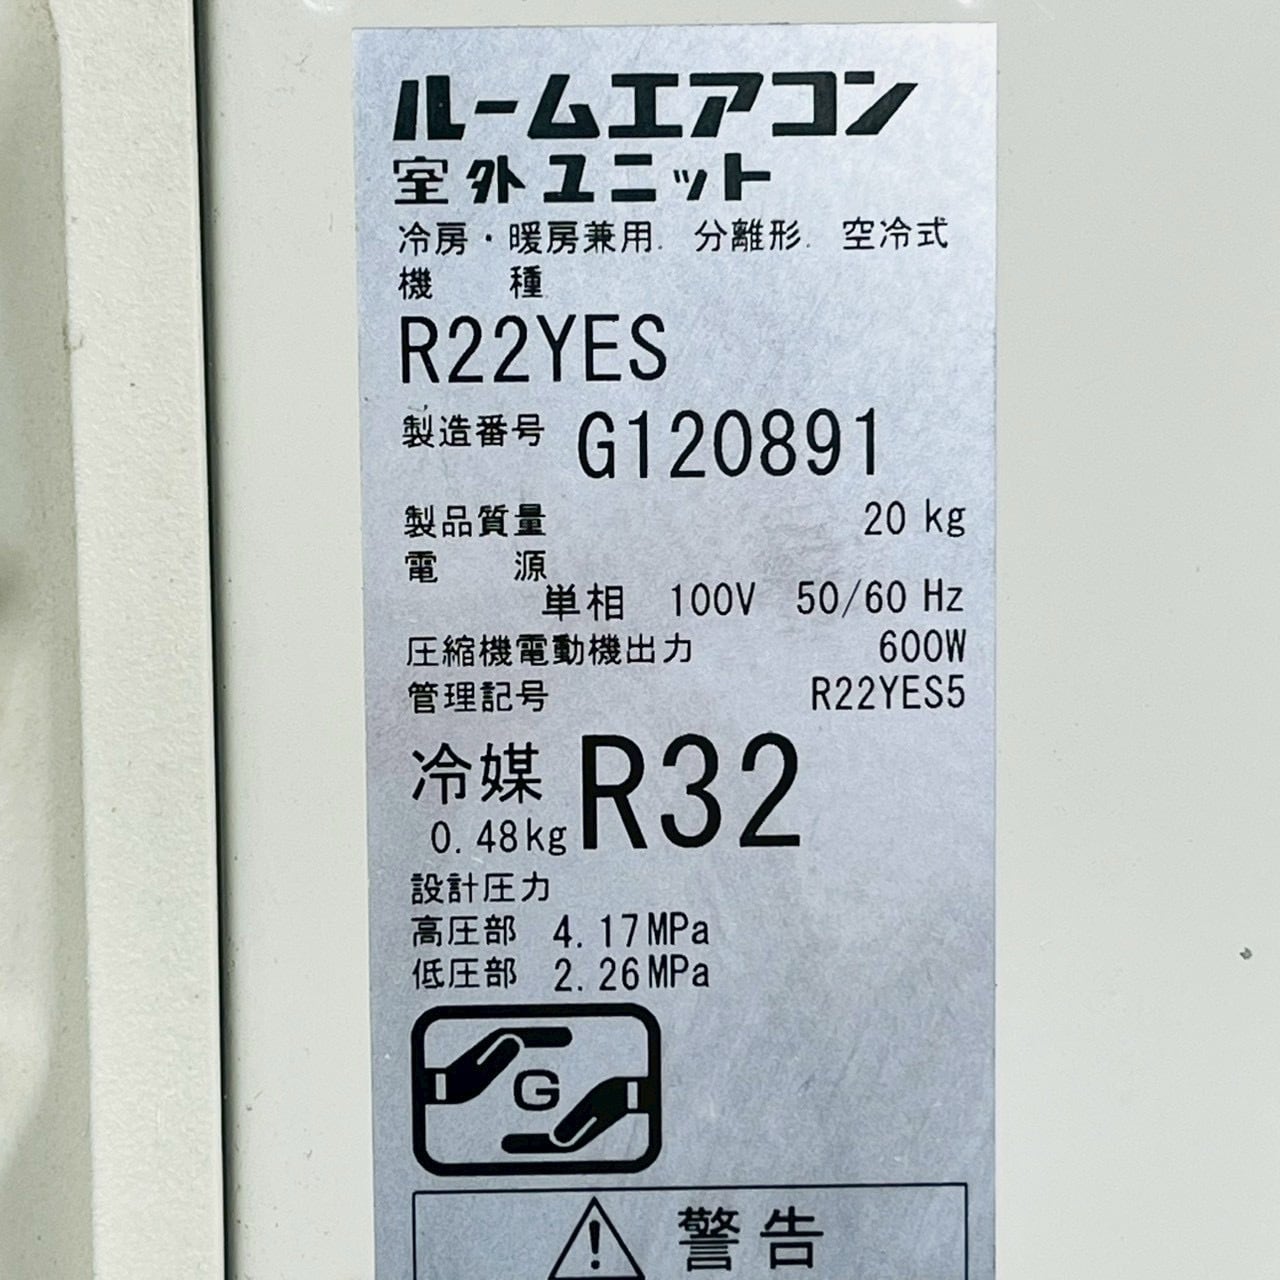 ルームエアコン
室外ユニット
冷房・暖房兼用. 分離形. 空冷式
機 種
R22YES
製造番号 G120891
製品質量 20 kg
電 源
単相 100V 50/60 Hz
圧縮機電動機出力 600W
管理記号 R22YES5
冷媒 R32
0.48kg
設計圧力
高圧部 4.17MPa
低圧部 2.26MPa
G
警告